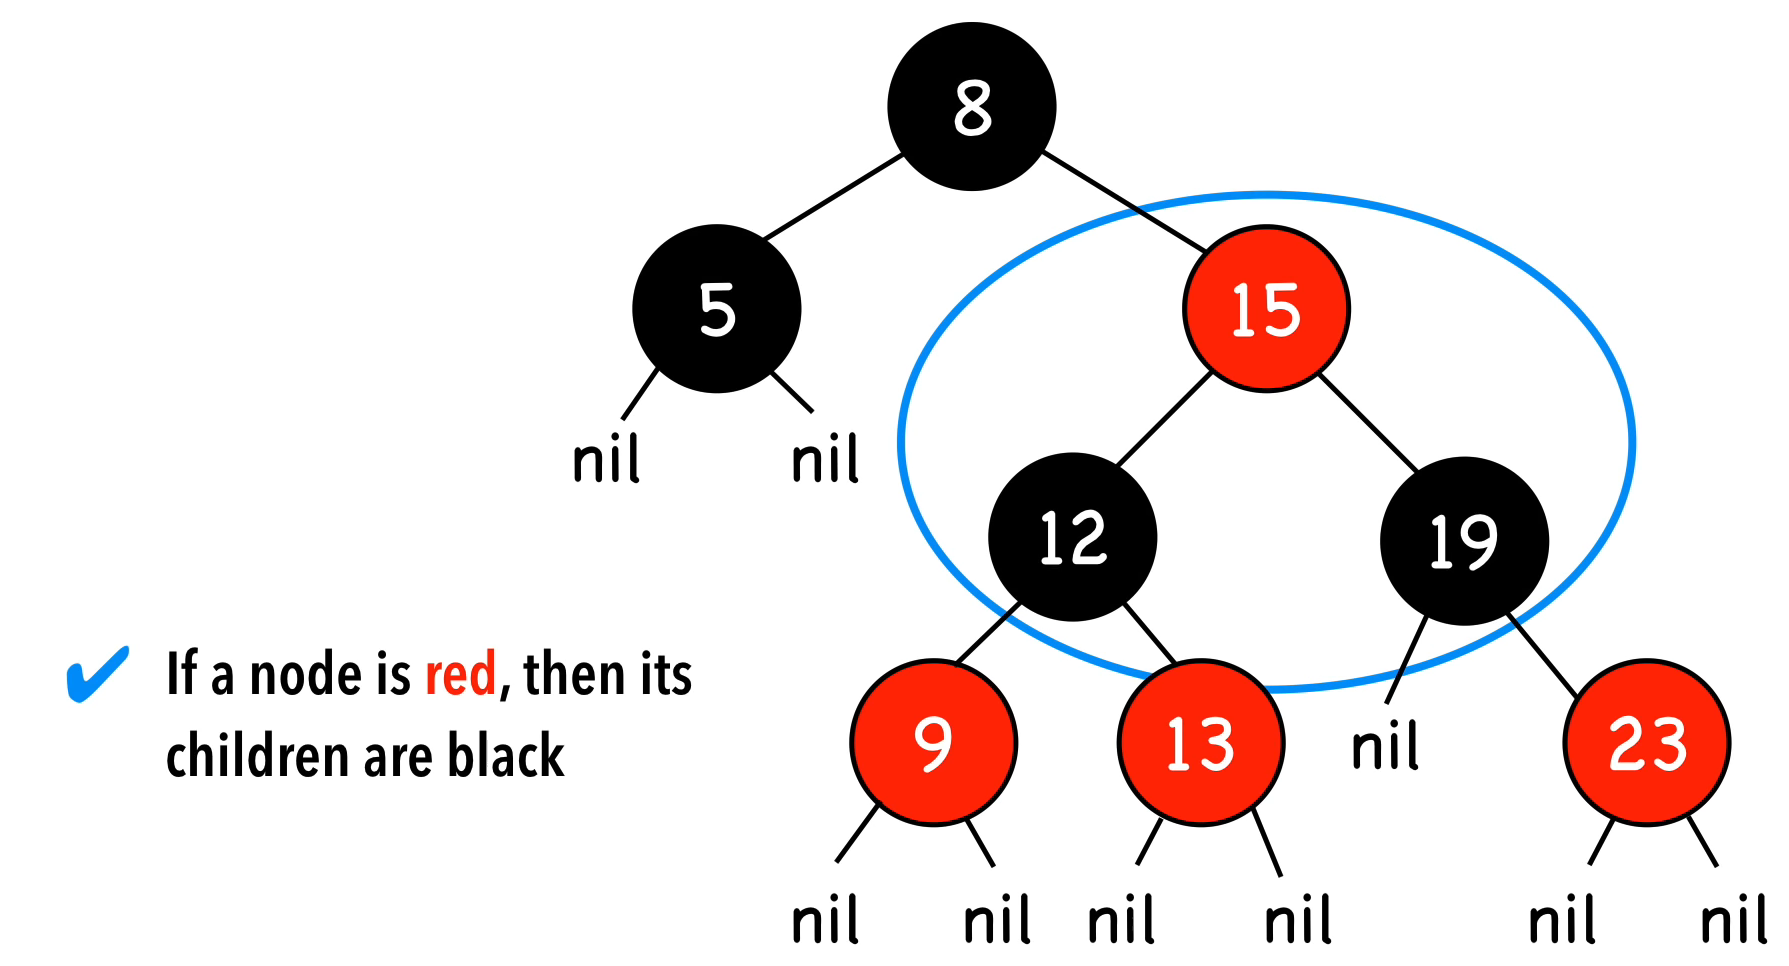 8
5
15
nil
nil
12
19
If a node is red, then its
children are black
9
13
nil
23
nil
nil
nil
nil
nil
nil